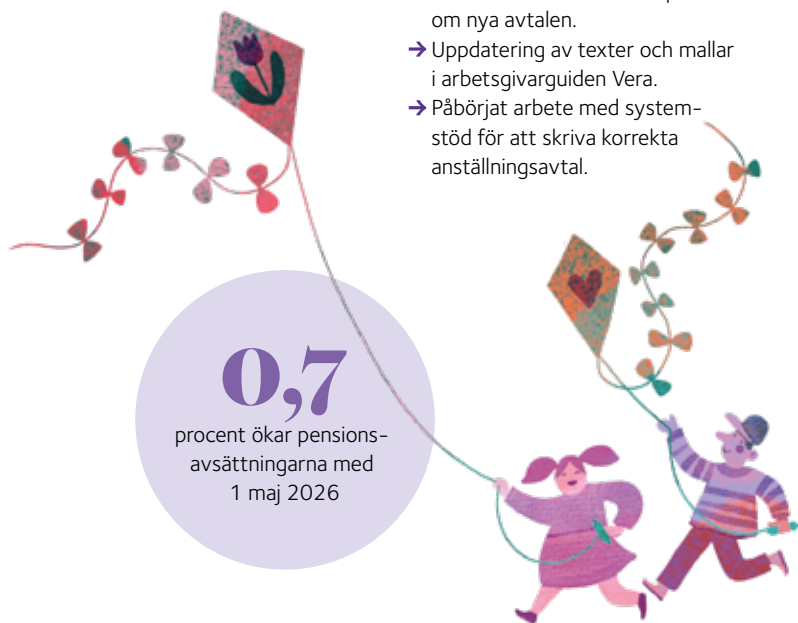 om nya avtalen.
→ Uppdatering av texter och mallar
i arbetsgivarguiden Vera.
→ Påbörjat arbete med system-
stöd för att skriva korrekta
anställningsavtal.
0,7
procent ökar pensions-
avsättningarna med
1 maj 2026